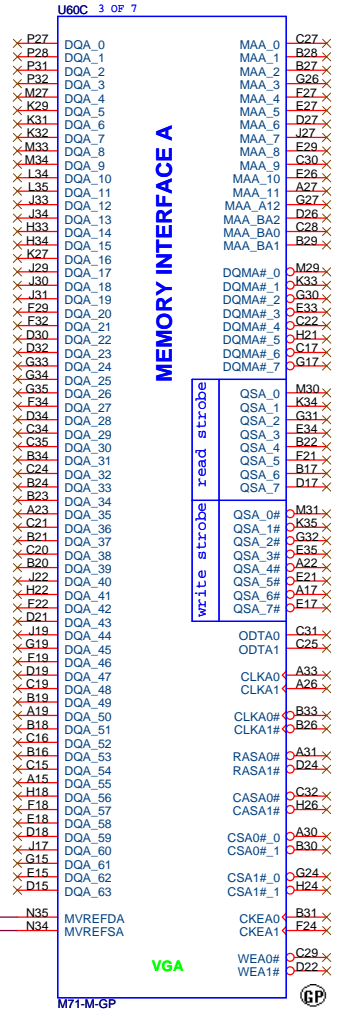 U60C 3 OF 7
P27 DQA_0
P28 DQA_1
P31 DQA_2
P32 DQA_3
M27 DQA_4
K29 DQA_5
K31 DQA_6
K32 DQA_7
M33 DQA_8
M34 DQA_9
L34 DQA_10
L35 DQA_11
J33 DQA_12
J34 DQA_13
H33 DQA_14
H34 DQA_15
K27 DQA_16
J29 DQA_17
J30 DQA_18
J31 DQA_19
F29 DQA_20
F32 DQA_21
D30 DQA_22
D32 DQA_23
G33 DQA_24
G34 DQA_25
G35 DQA_26
F34 DQA_27
D34 DQA_28
C34 DQA_29
C35 DQA_30
B34 DQA_31
C24 DQA_32
B24 DQA_33
B23 DQA_34
A23 DQA_35
C21 DQA_36
B21 DQA_37
C20 DQA_38
B20 DQA_39
J22 DQA_40
H22 DQA_41
F22 DQA_42
D21 DQA_43
J19 DQA_44
G19 DQA_45
F19 DQA_46
D19 DQA_47
C19 DQA_48
B19 DQA_49
A19 DQA_50
B18 DQA_51
C16 DQA_52
B16 DQA_53
C15 DQA_54
A15 DQA_55
H18 DQA_56
F18 DQA_57
E18 DQA_58
D18 DQA_59
J17 DQA_60
G15 DQA_61
E15 DQA_62
D15 DQA_63
N35 MVREFDA
N34 MVREFSA
MEMORY INTERFACE A
read strobe
write strobe
MAA_0 C27
MAA_1 B28
MAA_2 B27
MAA_3 G26
MAA_4 F27
MAA_5 E27
MAA_6 D27
MAA_7 J27
MAA_8 E29
MAA_9 C30
MAA_10 E26
MAA_11 A27
MAA_A12 G27
MAA_BA2 D26
MAA_BA0 C28
MAA_BA1 B29
DQMA#_0 M29
DQMA#_1 K33
DQMA#_2 G30
DQMA#_3 E33
DQMA#_4 C22
DQMA#_5 H21
DQMA#_6 C17
DQMA#_7 G17
QSA_0 M30
QSA_1 K34
QSA_2 G31
QSA_3 E34
QSA_4 B22
QSA_5 F21
QSA_6 B17
QSA_7 D17
QSA_0# M31
QSA_1# K35
QSA_2# G32
QSA_3# E35
QSA_4# A22
QSA_5# E21
QSA_6# A17
QSA_7# E17
ODTA0 C31
ODTA1 C25
CLKA0 A33
CLKA1 A26
CLKA0# B33
CLKA1# B26
RASA0# A31
RASA1# D24
CASA0# C32
CASA1# H26
CSA0#_0 A30
CSA0#_1 B30
CSA1#_0 G24
CSA1#_1 H24
CKEA0 B31
CKEA1 F24
WEA0# C29
WEA1# D22
VGA
M71-M-GP
GP